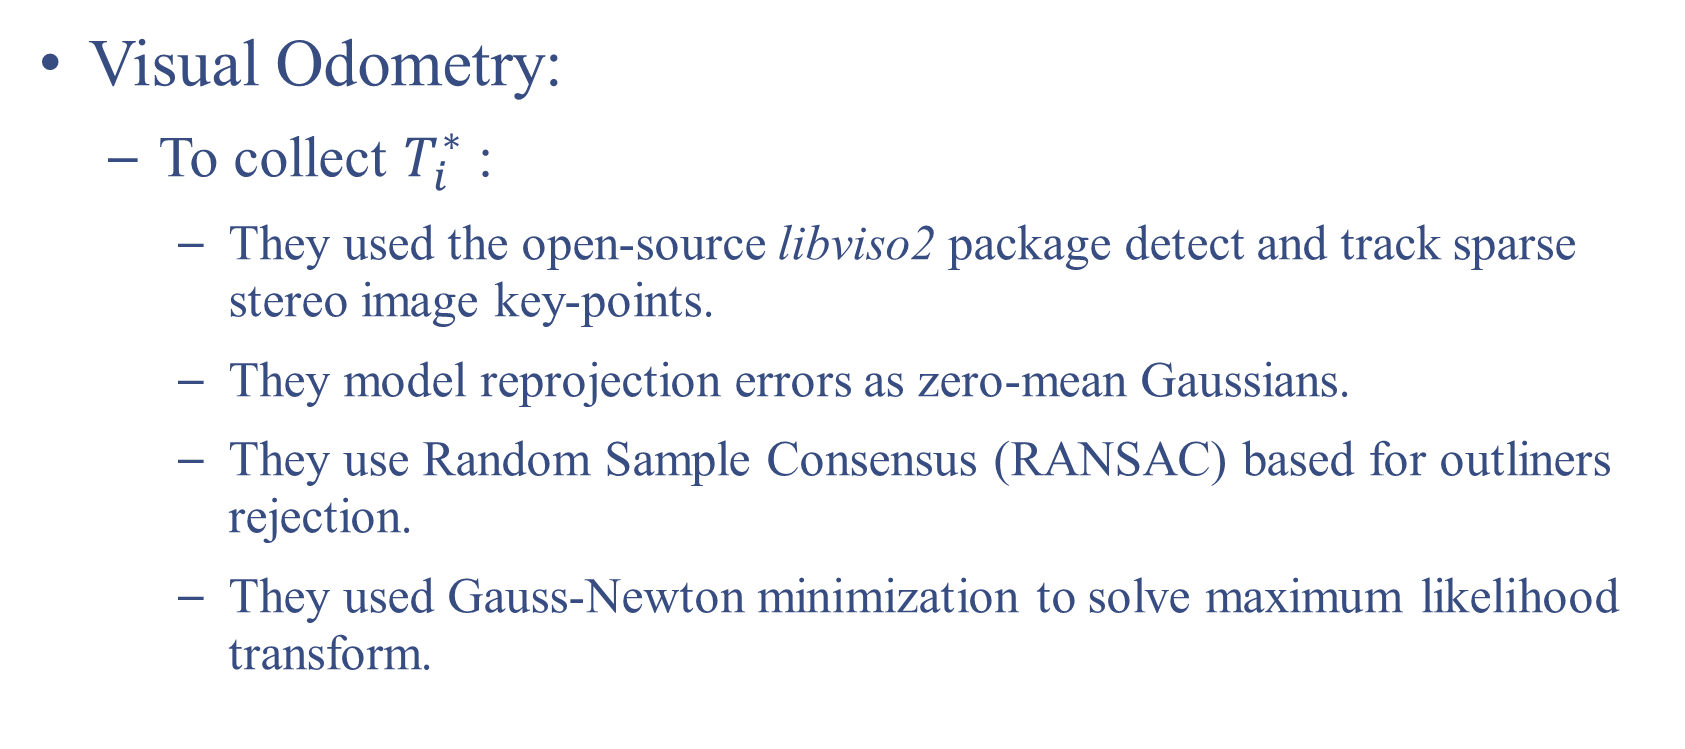 • Visual Odometry:
– To collect $T_i^*$ :
– They used the open-source libviso2 package detect and track sparse
stereo image key-points.
– They model reprojection errors as zero-mean Gaussians.
– They use Random Sample Consensus (RANSAC) based for outliners
rejection.
– They used Gauss-Newton minimization to solve maximum likelihood
transform.